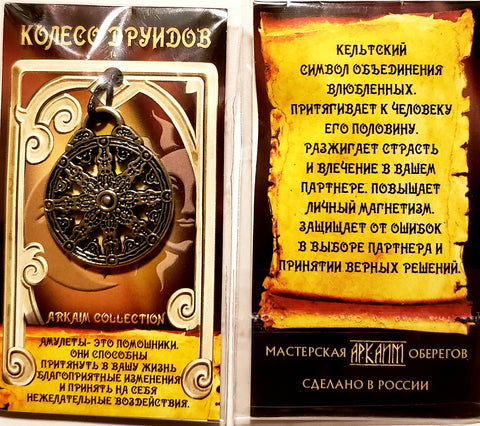 КОЛЕСО ДРУИДОВ
ARKAIM COLLECTION
АМУЛЕТЫ- ЭТО ПОМОЩНИКИ.
ОНИ СПОСОБНЫ
ПРИТЯНУТЬ В ВАШУ ЖИЗНЬ
БЛАГОПРИЯТНЫЕ ИЗМЕНЕНИЯ
И ПРИНЯТЬ НА СЕБЯ
НЕЖЕЛАТЕЛЬНЫЕ ВОЗДЕЙСТВИЯ.
КЕЛЬТСКИЙ
СИМВОЛ ОБЪЕДИНЕНИЯ
ВЛЮБЛЕННЫХ.
ПРИТЯГИВАЕТ К ЧЕЛОВЕКУ
ЕГО ПОЛОВИНУ.
РАЗЖИГАЕТ СТРАСТЬ
И ВЛЕЧЕНИЕ В ВАШЕМ
ПАРТНЕРЕ. ПОВЫШАЕТ
ЛИЧНЫЙ МАГНЕТИЗМ.
ЗАЩИЩАЕТ ОТ ОШИБОК
В ВЫБОРЕ ПАРТНЕРА И
ПРИНЯТИИ ВЕРНЫХ РЕШЕНИЙ.
МАСТЕРСКАЯ АРКАИМ ОБЕРЕГОВ
СДЕЛАНО В РОССИИ